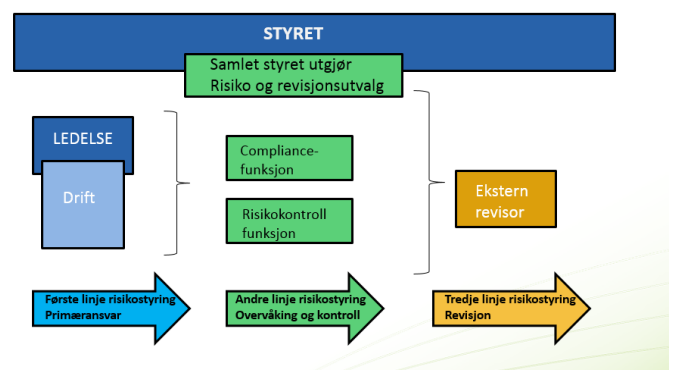 STYRET
Samlet styret utgjør
Risiko og revisjonsutvalg
LEDELSE
Drift
Compliance-
funksjon
Risikokontroll
funksjon
Ekstern
revisor
Første linje risikostyring
Primæransvar
Andre linje risikostyring
Overvåking og kontroll
Tredje linje risikostyring
Revisjon